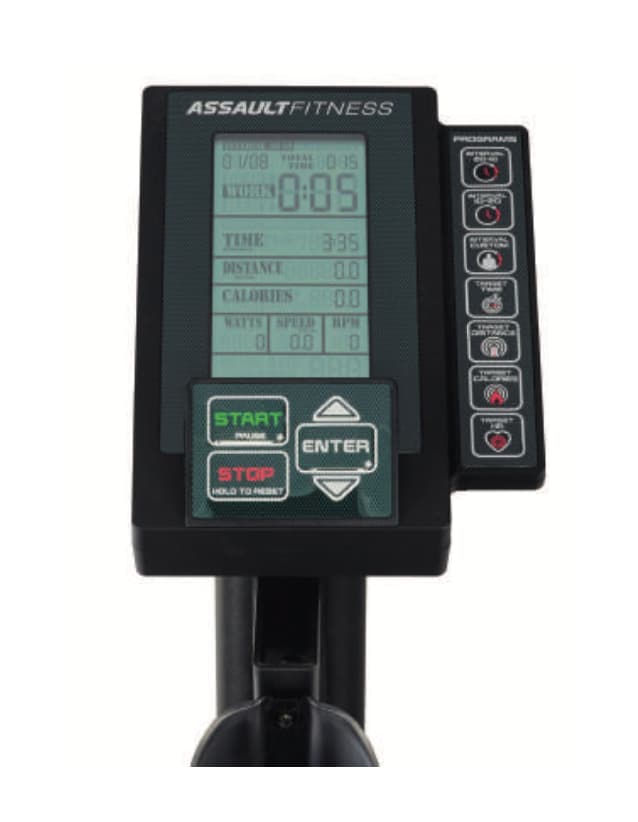 ASSAULTFITNESS
01/08 TOTAL TIME 0:15
WORK 0:05
TIME 3:35
DISTANCE 0.0
CALORIES 0.0
WATTS SPEED RPM
0 0.0 0
START
PAUSE
ENTER
STOP
HOLD TO RESET
PROGRAMS
INTERVAL
20-10
INTERVAL
10-20
INTERVAL
CUSTOM
TARGET
TIME
TARGET
DISTANCE
TARGET
CALORIES
TARGET
HR